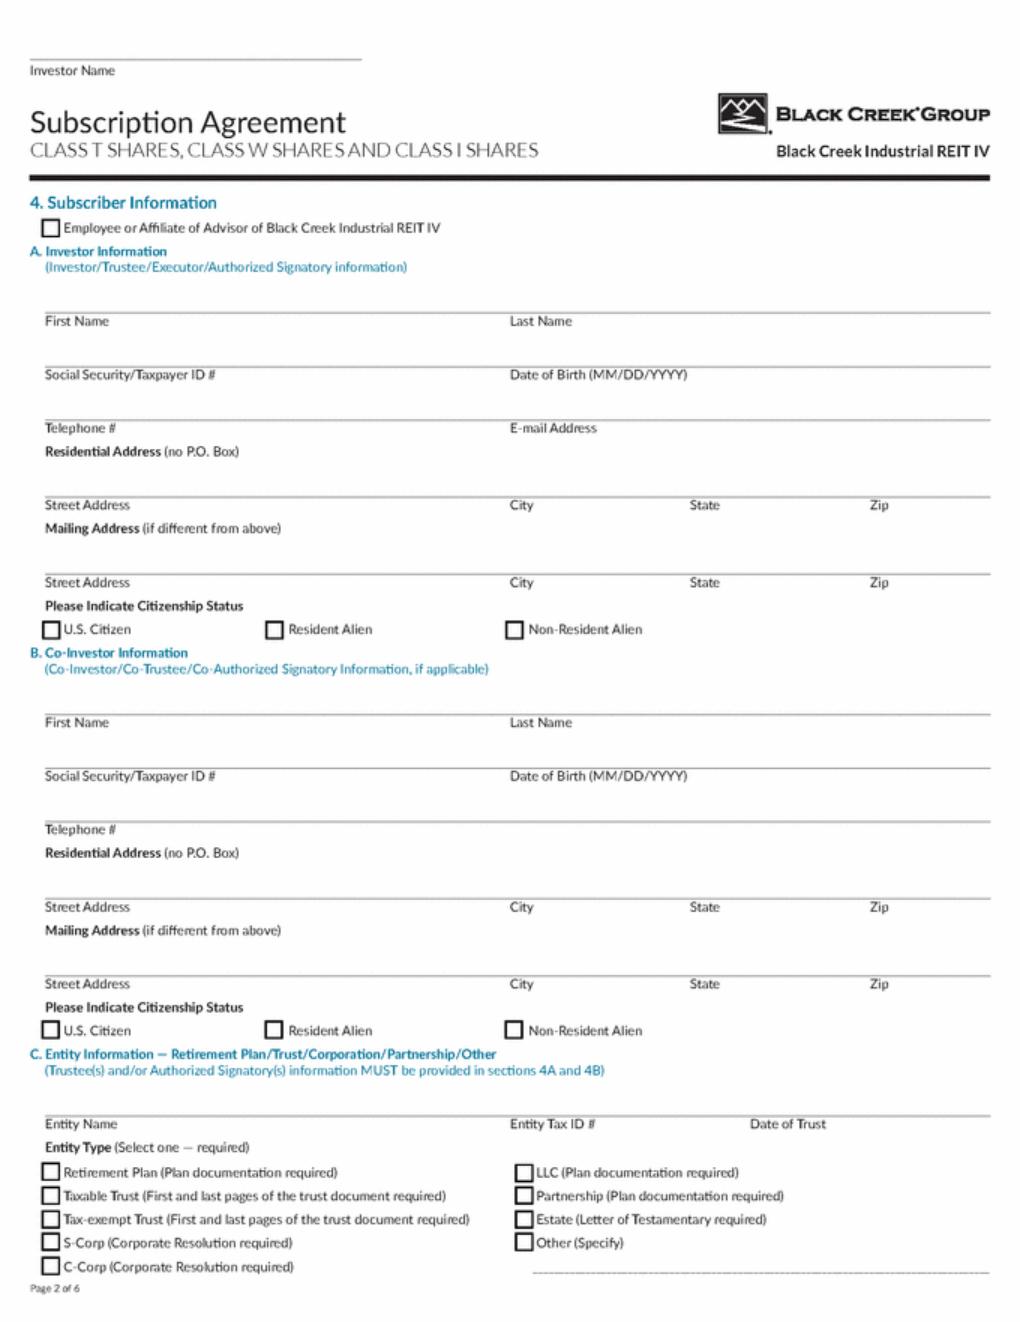 Investor Name
Subscription Agreement
CLASS T SHARES, CLASS W SHARES AND CLASS I SHARES
BLACK CREEK GROUP
Black Creek Industrial REIT IV
4. Subscriber Information
Employee or Affiliate of Advisor of Black Creek Industrial REIT IV
A. Investor Information
(Investor/Trustee/Executor/Authorized Signatory information)
First Name Last Name
Social Security/Taxpayer ID # Date of Birth (MM/DD/YYYY)
Telephone # E-mail Address
Residential Address (no P.O. Box)
Street Address City State Zip
Mailing Address (if different from above)
Street Address City State Zip
Please Indicate Citizenship Status
U.S. Citizen Resident Alien Non-Resident Alien
B. Co-Investor Information
(Co-Investor/Co-Trustee/Co-Authorized Signatory Information, if applicable)
First Name Last Name
Social Security/Taxpayer ID # Date of Birth (MM/DD/YYYY)
Telephone #
Residential Address (no P.O. Box)
Street Address City State Zip
Mailing Address (if different from above)
Street Address City State Zip
Please Indicate Citizenship Status
U.S. Citizen Resident Alien Non-Resident Alien
C. Entity Information — Retirement Plan/Trust/Corporation/Partnership/Other
(Trustee(s) and/or Authorized Signatory(s) information MUST be provided in sections 4A and 4B)
Entity Name Entity Tax ID # Date of Trust
Entity Type (Select one — required)
Retirement Plan (Plan documentation required) LLC (Plan documentation required)
Taxable Trust (First and last pages of the trust document required) Partnership (Plan documentation required)
Tax-exempt Trust (First and last pages of the trust document required) Estate (Letter of Testamentary required)
S-Corp (Corporate Resolution required) Other (Specify)
C-Corp (Corporate Resolution required)
Page 2 of 6